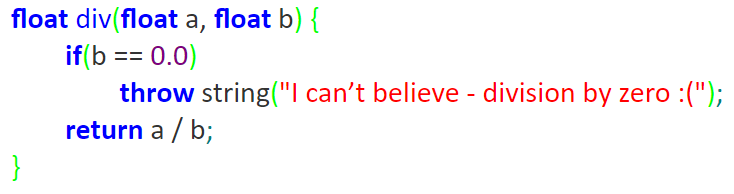 float div(float a, float b) {
if(b == 0.0)
throw string("I can’t believe - division by zero :(");
return a / b;
}